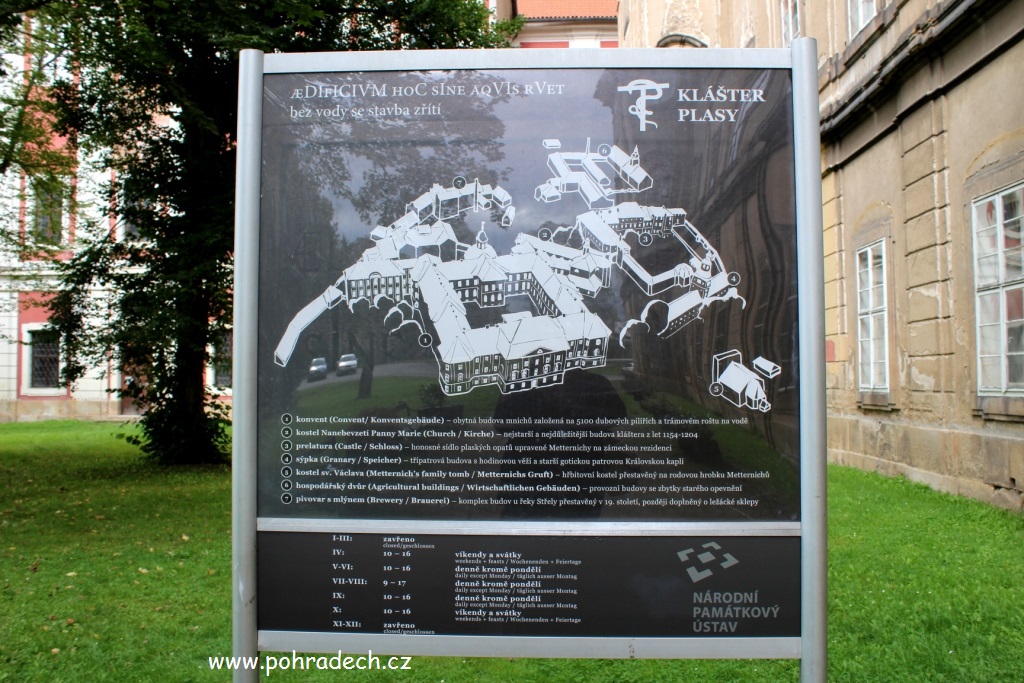 ÆDIFICIVM HOC SINE AQVIS RVET
bez vody se stavba zřítí
KLÁŠTER
PLASY
7
6
2
3
4
1
5
1 konvent (Convent/ Konventsgebäude) – obytná budova mnichů založená na 5100 dubových pilířích a trámovém roštu na vodě
2 kostel Nanebevzetí Panny Marie (Church / Kirche) – nejstarší a nejdůležitější budova kláštera z let 1154-1204
3 prelatura (Castle / Schloss) – honosné sídlo plaských opatů upravené Metternichy na zámeckou rezidenci
4 sýpka (Granary / Speicher) – třípatrová budova s hodinovou věží a starší gotickou patrovou Královskou kaplí
5 kostel sv. Václava (Metternich's family tomb / Metternichs Gruft) – hřbitovní kostel přestavěný na rodovou hrobku Metternichů
6 hospodářský dvůr (Agricultural buildings / Wirtschaftlichen Gebäuden) – provozní budovy se zbytky starého opevnění
7 pivovar s mlýnem (Brewery / Brauerei) – komplex budov u řeky Střely přestavěný v 19. století, později doplněný o ležácké sklepy
I-III: zavřeno
closed/geschlossen
IV: 10 – 16 víkendy a svátky
weekends + feasts / Wochenenden + Feiertage
V-VI: 10 – 16 denně kromě pondělí
daily except Monday / täglich ausser Montag
VII-VIII: 9 – 17 denně kromě pondělí
daily except Monday / täglich ausser Montag
IX: 10 – 16 denně kromě pondělí
daily except Monday / täglich ausser Montag
X: 10 – 16 víkendy a svátky
weekends + feasts / Wochenenden + Feiertage
XI-XII: zavřeno
closed/geschlossen
NÁRODNÍ
PAMÁTKOVÝ
ÚSTAV
www.pohradech.cz